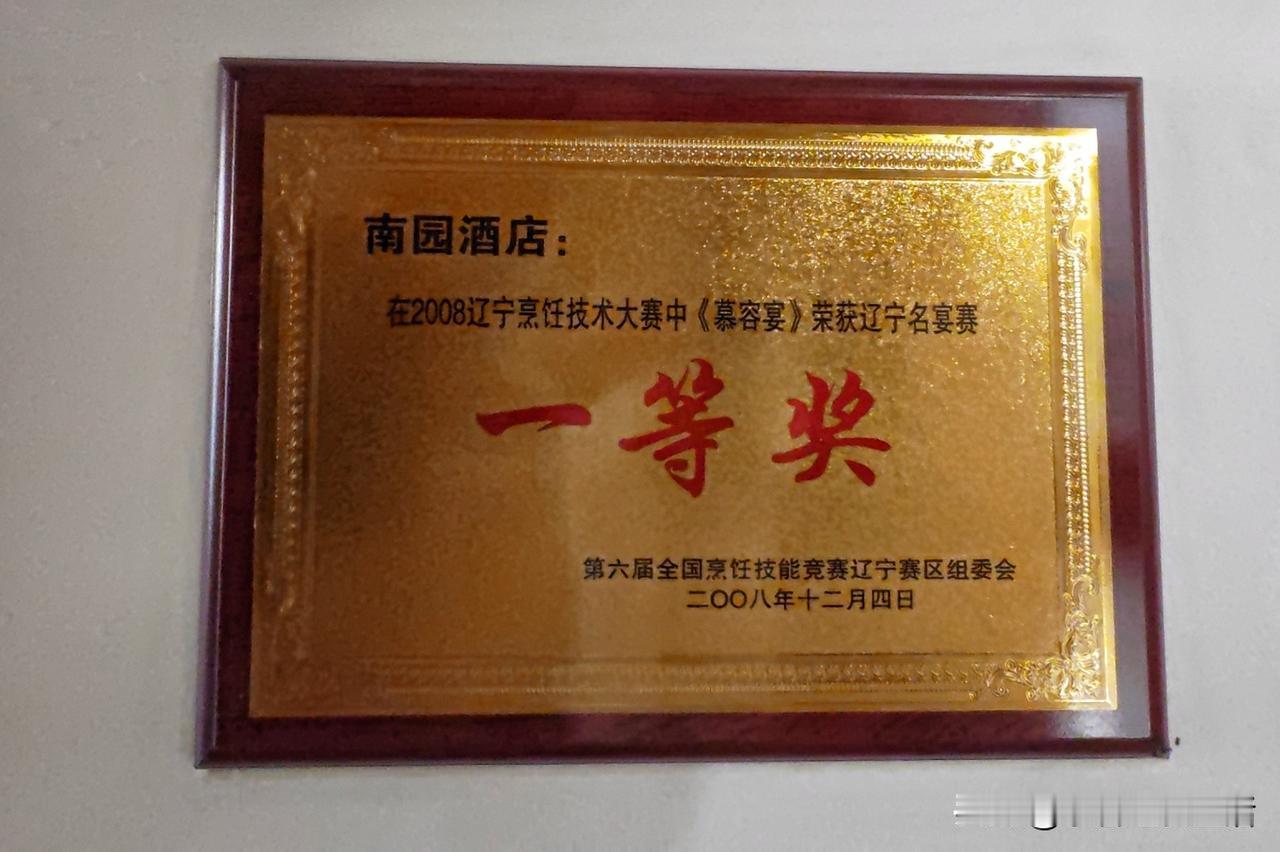 南园酒店：
在2008辽宁烹饪技术大赛中《慕容宴》荣获辽宁名宴赛
一等奖
第六届全国烹饪技能竞赛辽宁赛区组委会
二〇〇八年十二月四日